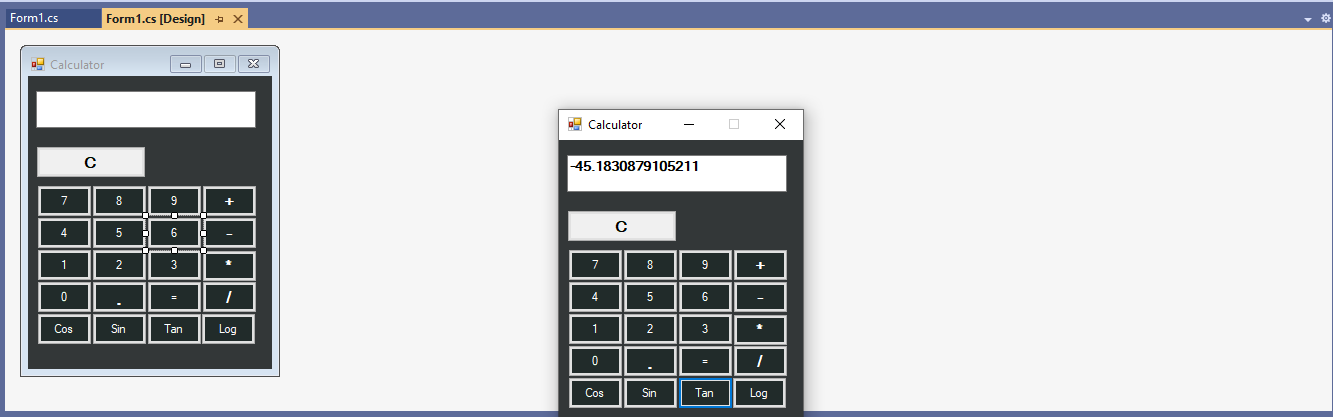 Form1.cs Form1.cs [Design]
Calculator
C
7 8 9 +
4 5 6 -
1 2 3 *
0 . = /
Cos Sin Tan Log
Calculator
-45.1830879105211
C
7 8 9 +
4 5 6 -
1 2 3 *
0 . = /
Cos Sin Tan Log